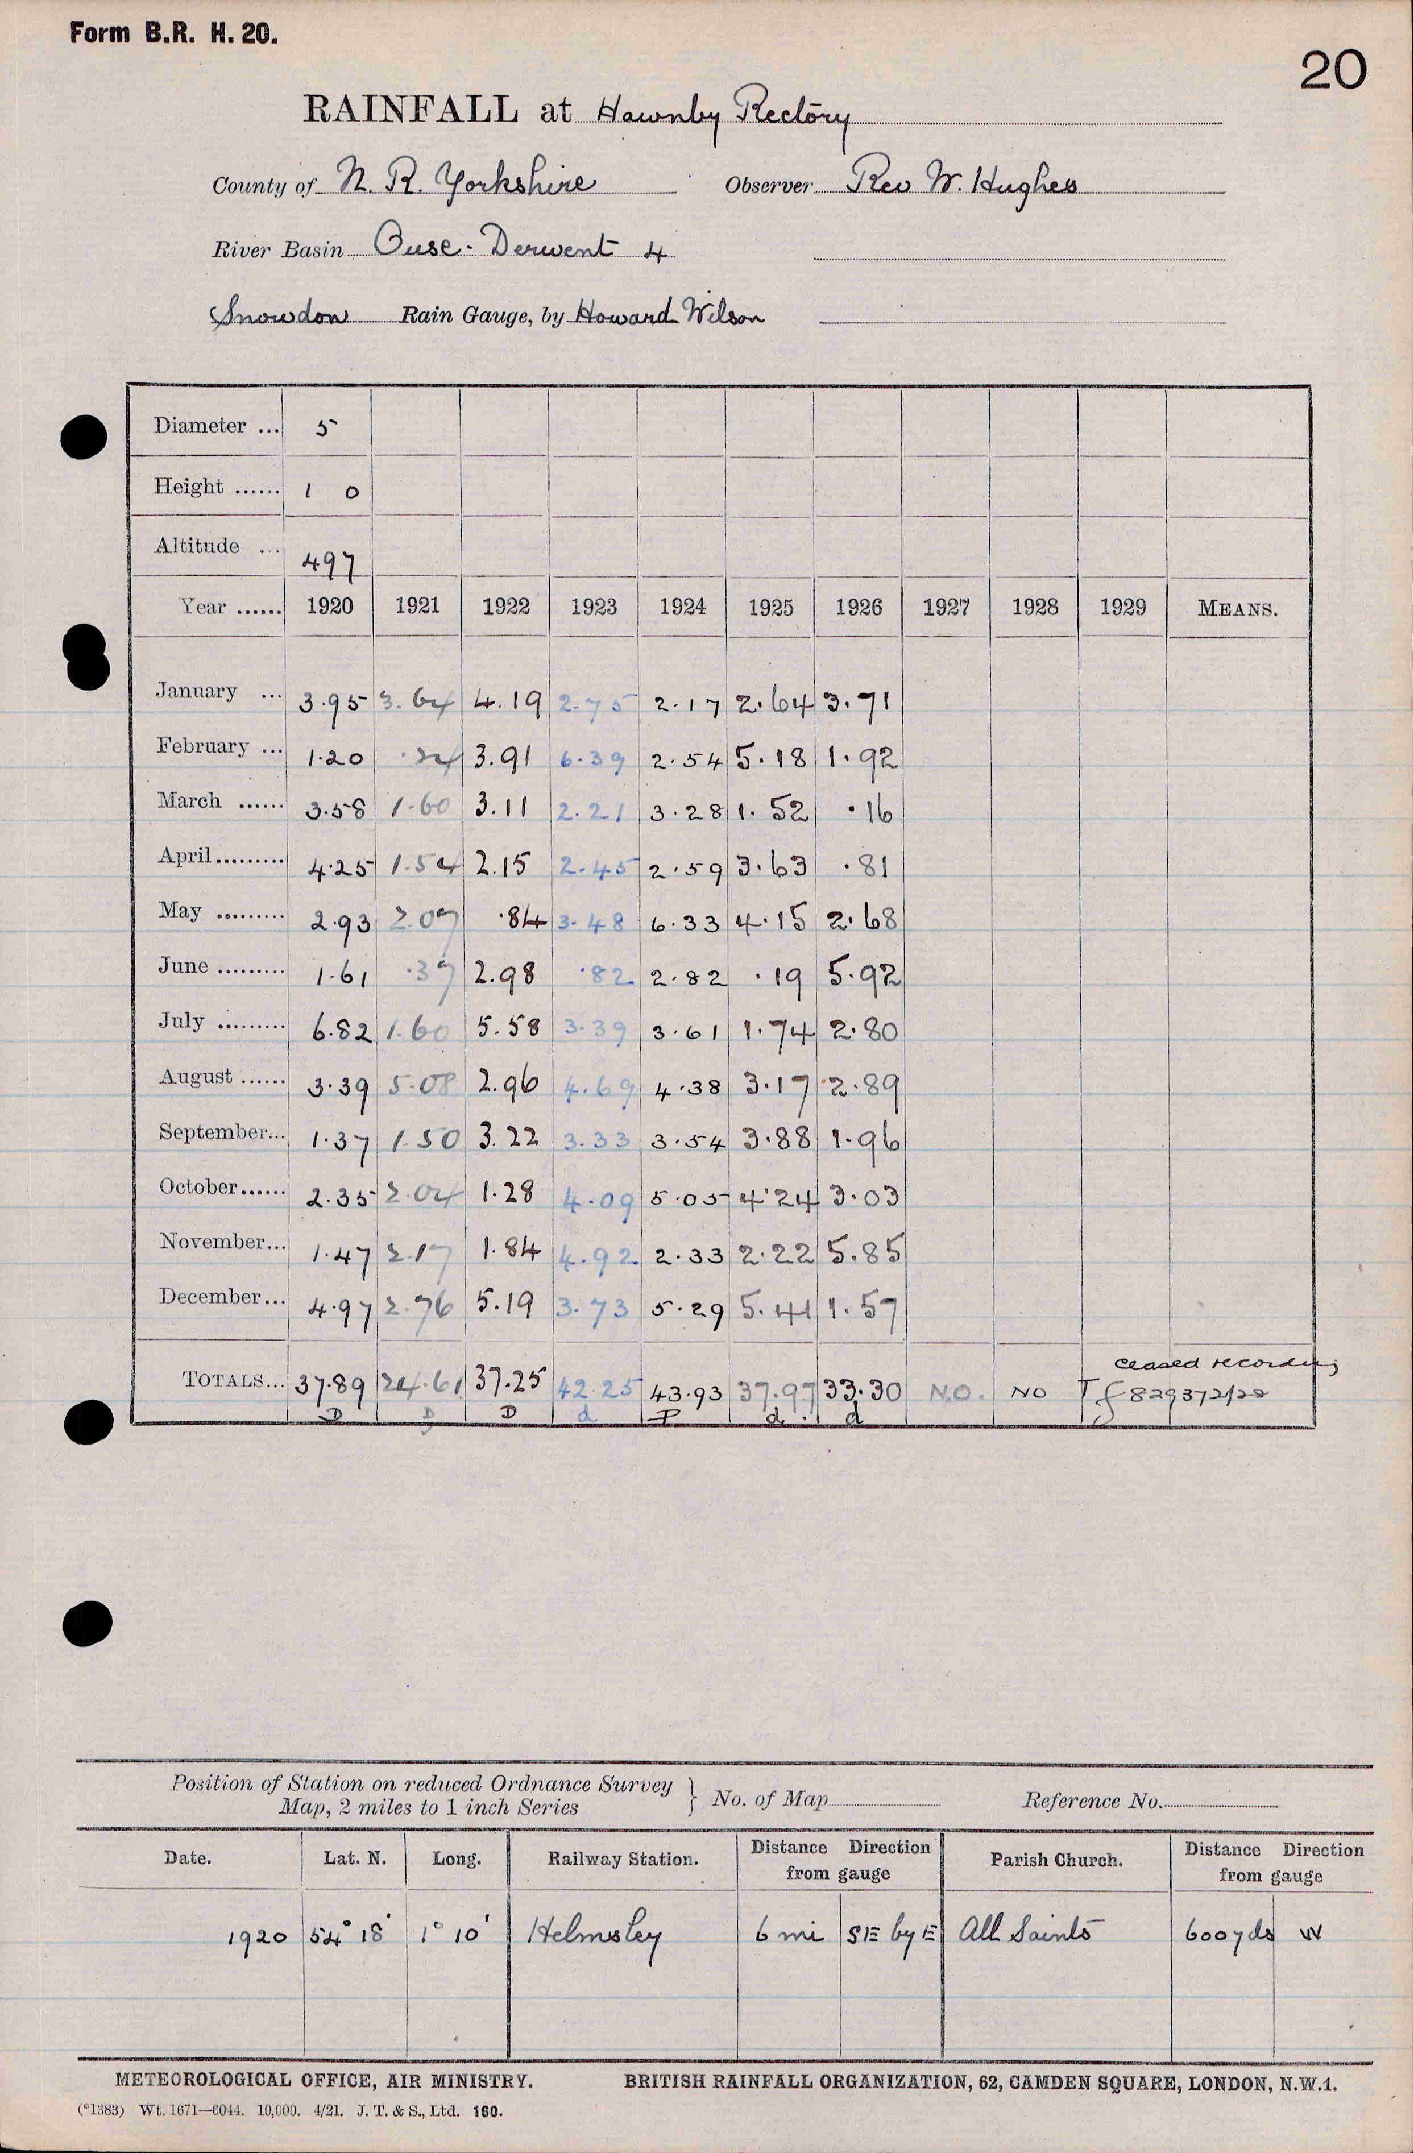 Form B.R. H. 20.
20
RAINFALL at Hawnby Rectory
County of N. R. Yorkshire Observer Rev W. Hughes
River Basin Ouse - Derwent 4
Snowdon Rain Gauge, by Howard Wilson
Diameter ... 5
Height ...... 1 0
Altitude ... 497
Year ...... 1920 1921 1922 1923 1924 1925 1926 1927 1928 1929 MEANS.
January ... 3.95 3.64 4.19 2.75 2.17 2.64 3.71
February ... 1.20 .24 3.91 6.39 2.54 5.18 1.92
March ...... 3.58 1.60 3.11 2.21 3.28 1.52 .16
April ......... 4.25 1.54 2.15 2.45 2.59 3.63 .81
May ......... 2.93 2.07 .84 3.48 6.33 4.15 2.68
June ......... 1.61 .37 2.98 .82 2.82 .19 5.92
July ......... 6.82 1.60 5.58 3.39 3.61 1.74 2.80
August ...... 3.39 5.08 2.96 4.69 4.38 3.17 2.89
September... 1.37 1.50 3.22 3.33 3.54 3.88 1.96
October...... 2.35 2.04 1.28 4.09 5.05 4.24 3.03
November... 1.47 2.17 1.84 4.92 2.33 2.22 5.85
December... 4.97 2.76 5.19 3.73 5.29 5.41 1.57
ceased recording
TOTALS... 37.89 24.61 37.25 42.25 43.93 37.97 33.30 N.O. NO
D D D d P d. d
Position of Station on reduced Ordnance Survey
Map, 2 miles to 1 inch Series } No. of Map Reference No.
Date. Lat. N. Long. Railway Station. Distance Direction from gauge Parish Church. Distance Direction from gauge
1920 54° 18' 1° 10' Helmsley 6 mi SE by E All Saints 600 yds W
METEOROLOGICAL OFFICE, AIR MINISTRY. BRITISH RAINFALL ORGANIZATION, 62, CAMDEN SQUARE, LONDON, N.W.1.
(*1383) Wt. 1671—6044. 10,000. 4/21. J. T. & S., Ltd. 160.